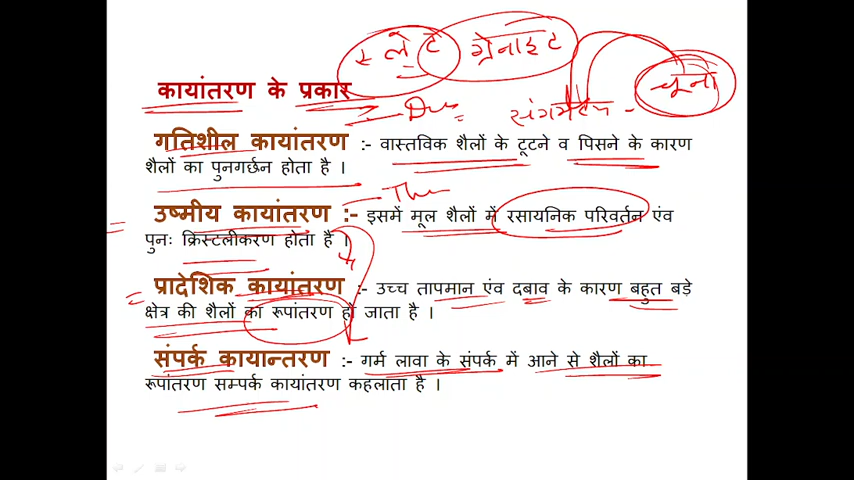 स्लेट ग्रेनाइट
चूना
कायांतरण के प्रकार
संगमरमर -
गतिशील कायांतरण :- वास्तविक शैलों के टूटने व पिसने के कारण
शैलों का पुनगर्छन होता है ।
उष्मीय कायांतरण :- इसमें मूल शैलों में रसायनिक परिवर्तन एंव
पुनः क्रिस्टलीकरण होता है ।
प्रादेशिक कायांतरण :- उच्च तापमान एंव दबाव के कारण बहुत बड़े
क्षेत्र की शैलों का रूपांतरण हो जाता है ।
संपर्क कायान्तरण :- गर्म लावा के संपर्क में आने से शैलों का
रूपांतरण सम्पर्क कायांतरण कहलाता है ।